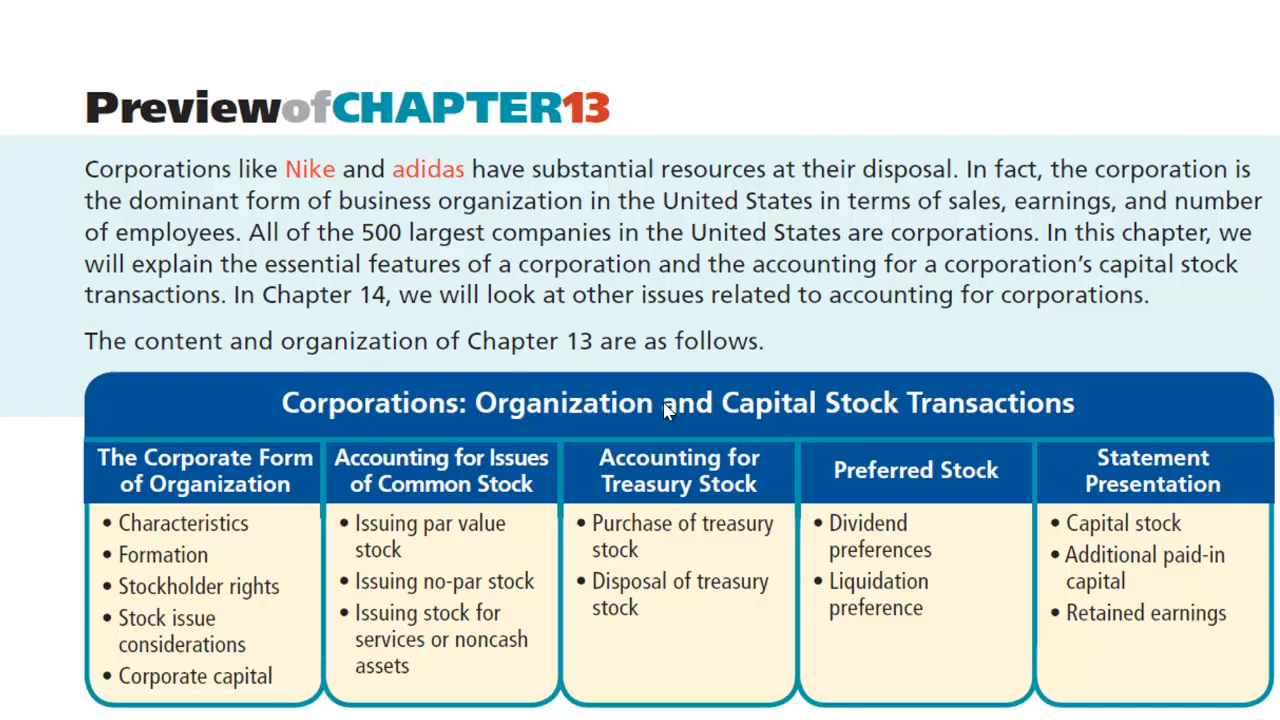 PreviewofCHAPTER13
Corporations like Nike and adidas have substantial resources at their disposal. In fact, the corporation is
the dominant form of business organization in the United States in terms of sales, earnings, and number
of employees. All of the 500 largest companies in the United States are corporations. In this chapter, we
will explain the essential features of a corporation and the accounting for a corporation's capital stock
transactions. In Chapter 14, we will look at other issues related to accounting for corporations.
The content and organization of Chapter 13 are as follows.
Corporations: Organization and Capital Stock Transactions
The Corporate Form
of Organization
• Characteristics
• Formation
• Stockholder rights
• Stock issue
considerations
• Corporate capital
Accounting for Issues
of Common Stock
• Issuing par value
stock
• Issuing no-par stock
• Issuing stock for
services or noncash
assets
Accounting for
Treasury Stock
• Purchase of treasury
stock
• Disposal of treasury
stock
Preferred Stock
• Dividend
preferences
• Liquidation
preference
Statement
Presentation
• Capital stock
• Additional paid-in
capital
• Retained earnings